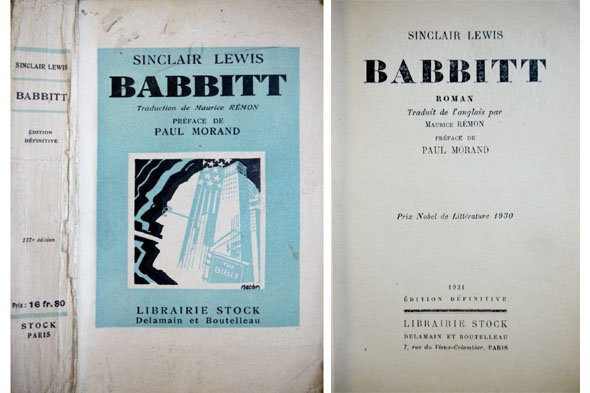 SINCLAIR LEWIS
BABBITT
ÉDITION
DÉFINITIVE
117e édition
Prix : 16 fr. 80
STOCK
PARIS
SINCLAIR LEWIS
BABBITT
Traduction de Maurice RÉMON
PRÉFACE DE
PAUL MORAND
THE
BIBLE
LIBRAIRIE STOCK
Delamain et Boutelleau
SINCLAIR LEWIS
BABBITT
ROMAN
Traduit de l'anglais par
MAURICE RÉMON
PRÉFACE DE
PAUL MORAND
Prix Nobel de Littérature 1930
1931
ÉDITION DÉFINITIVE
LIBRAIRIE STOCK
DELAMAIN ET BOUTELLEAU
7, rue du Vieux-Colombier, PARIS